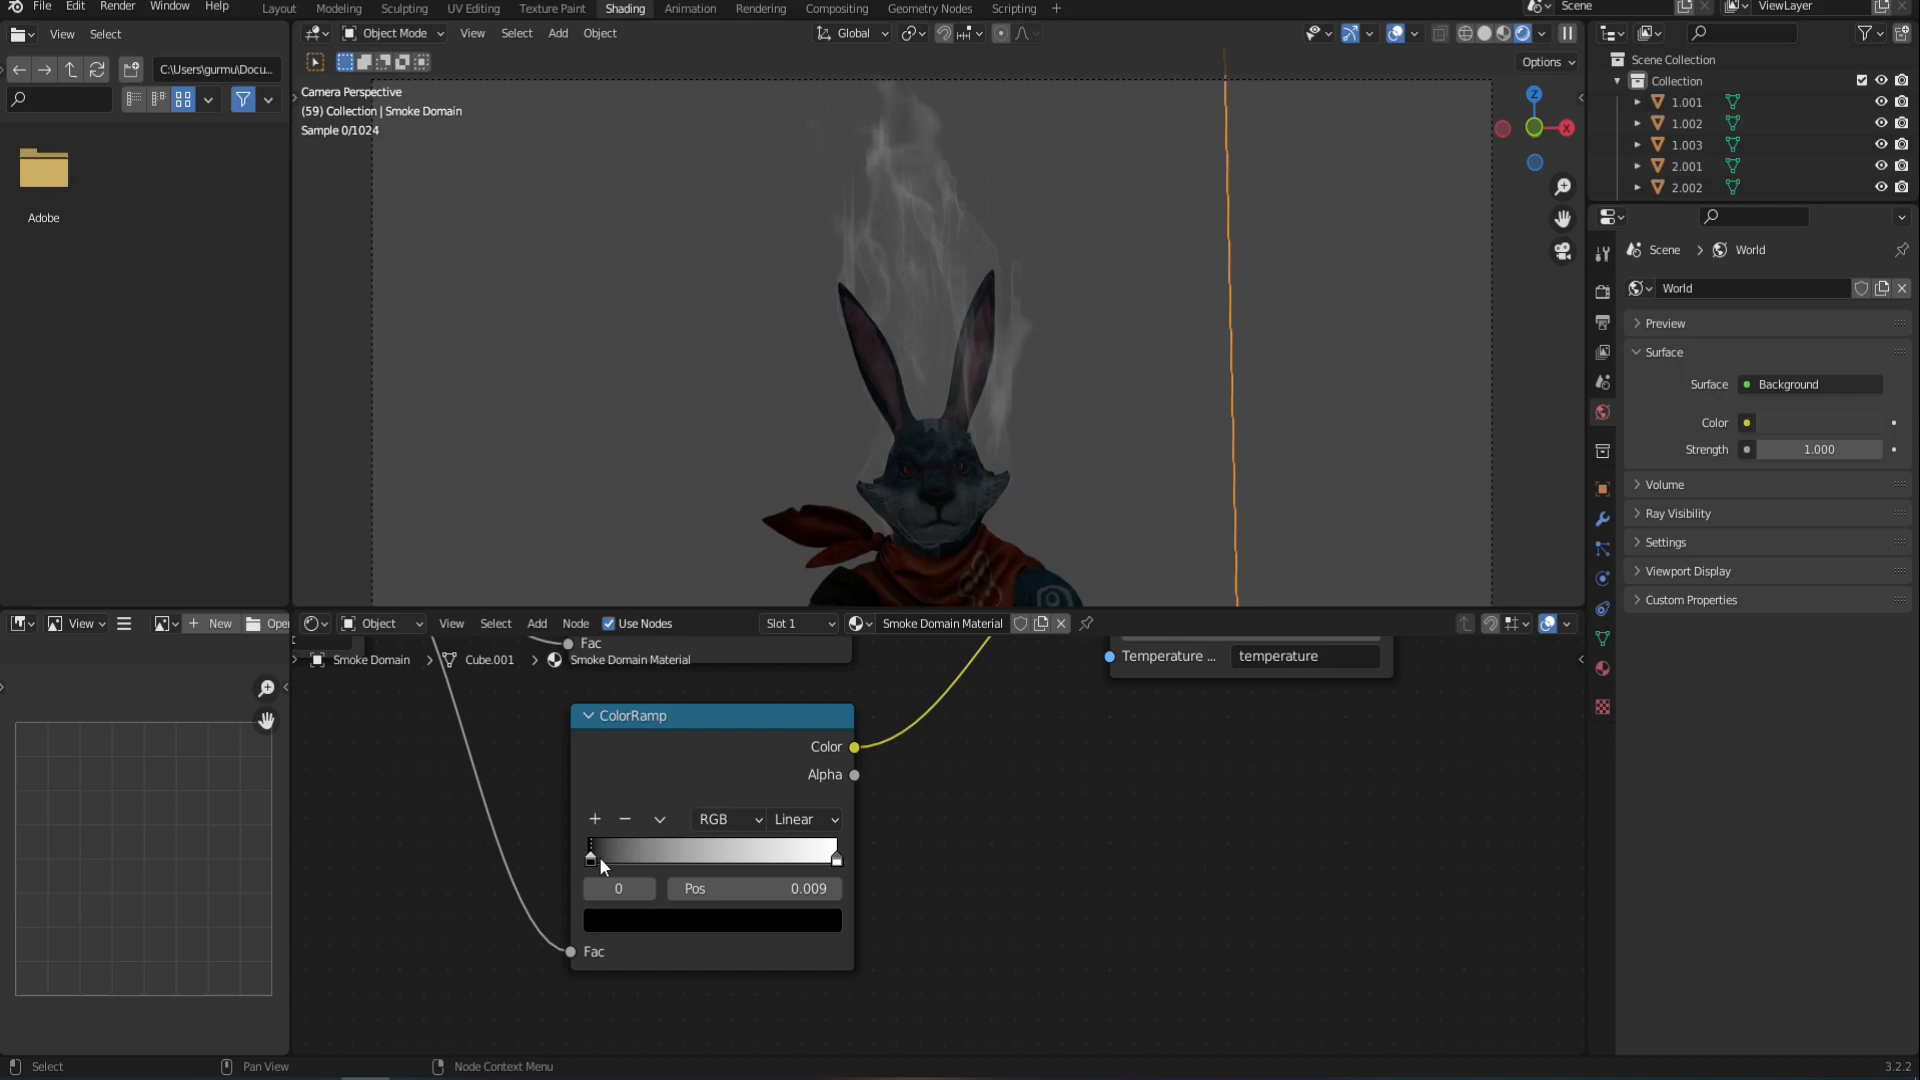 File Edit Render Window Help
Layout Modeling Sculpting UV Editing Texture Paint Shading Animation Rendering Compositing Geometry Nodes Scripting
Scene ViewLayer
View Select
Object Mode View Select Add Object
Global
C:\Users\gurmu\Docu...
Options
Camera Perspective
(59) Collection | Smoke Domain
Sample 0/1024
Z
X
Adobe
Scene Collection
Collection
1.001
1.002
1.003
2.001
2.002
Scene World
World
Preview
Surface
Surface Background
Color
Strength 1.000
Volume
Ray Visibility
Settings
Viewport Display
Custom Properties
View New Ope
Object View Select Add Node Use Nodes Slot 1 Smoke Domain Material
Fac
Smoke Domain Cube.001 Smoke Domain Material
Temperature ... temperature
ColorRamp
Color
Alpha
RGB Linear
0 Pos 0.009
Fac
Select Pan View Node Context Menu 3.2.2